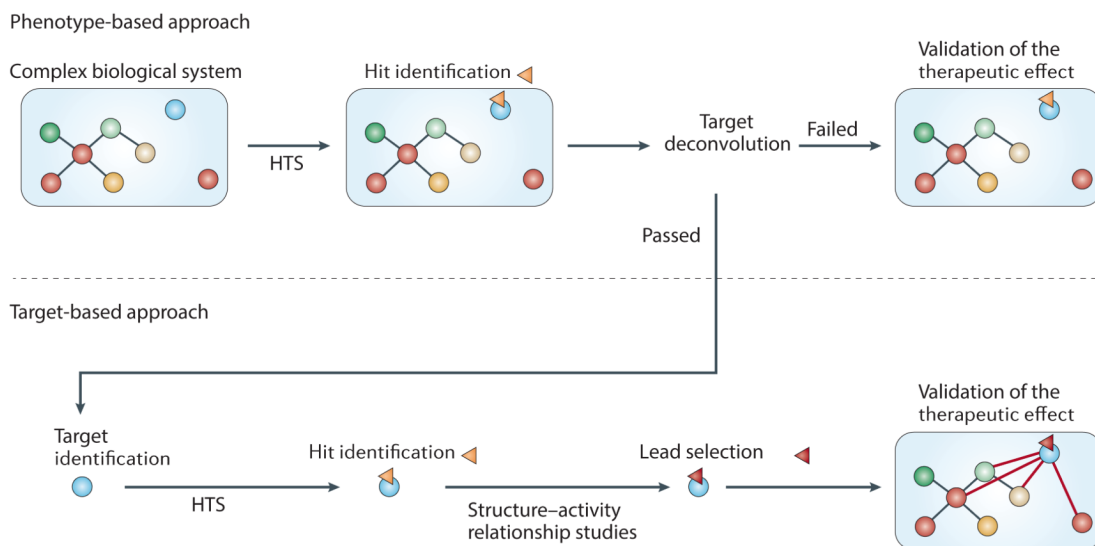 Phenotype-based approach
Complex biological system
Hit identification
Validation of the
therapeutic effect
HTS
Target
deconvolution
Failed
Passed
Target-based approach
Target
identification
HTS
Hit identification
Structure–activity
relationship studies
Lead selection
Validation of the
therapeutic effect